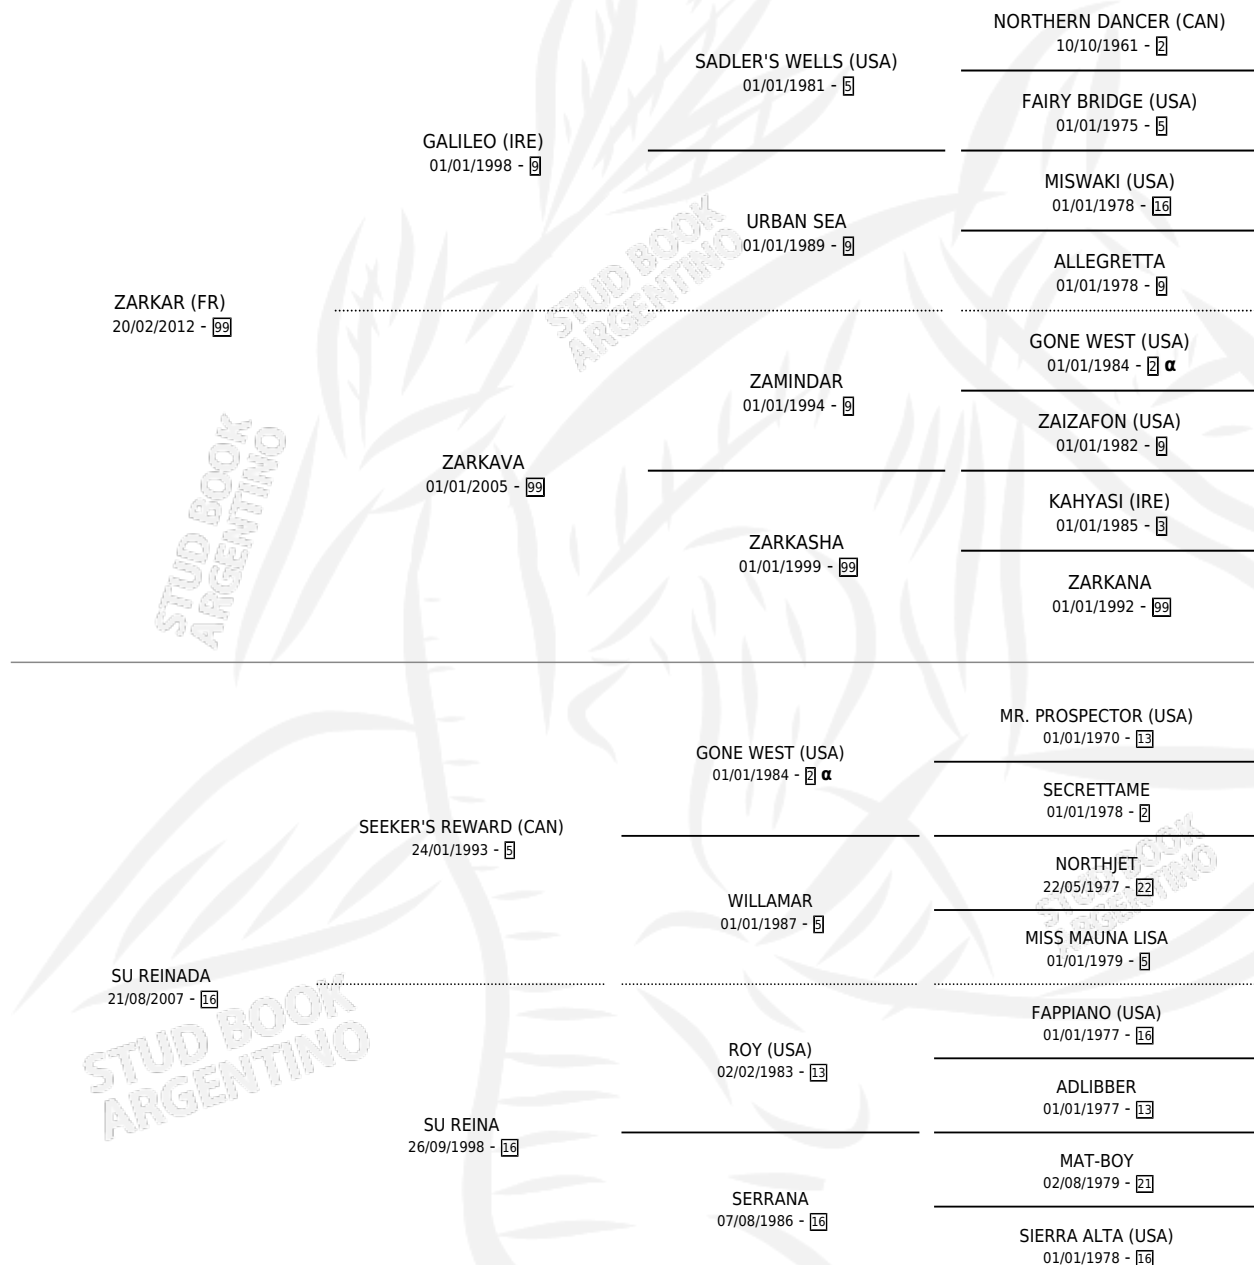 NORTHERN DANCER (CAN)
10/10/1961 - 2
SADLER'S WELLS (USA)
01/01/1981 - 5
FAIRY BRIDGE (USA)
01/01/1975 - 5
GALILEO (IRE)
01/01/1998 - 9
MISWAKI (USA)
01/01/1978 - 16
URBAN SEA
01/01/1989 - 9
ALLEGRETTA
01/01/1978 - 9
ZARKAR (FR)
20/02/2012 - 99
GONE WEST (USA)
01/01/1984 - 2 α
ZAMINDAR
01/01/1994 - 9
ZAIZAFON (USA)
01/01/1982 - 9
ZARKAVA
01/01/2005 - 99
KAHYASI (IRE)
01/01/1985 - 3
ZARKASHA
01/01/1999 - 99
ZARKANA
01/01/1992 - 99
MR. PROSPECTOR (USA)
01/01/1970 - 13
GONE WEST (USA)
01/01/1984 - 2 α
SECRETTAME
01/01/1978 - 2
SEEKER'S REWARD (CAN)
24/01/1993 - 5
NORTHJET
22/05/1977 - 22
WILLAMAR
01/01/1987 - 5
MISS MAUNA LISA
01/01/1979 - 5
SU REINADA
21/08/2007 - 16
FAPPIANO (USA)
01/01/1977 - 16
ROY (USA)
02/02/1983 - 13
ADLIBBER
01/01/1977 - 13
SU REINA
26/09/1998 - 16
MAT-BOY
02/08/1979 - 21
SERRANA
07/08/1986 - 16
SIERRA ALTA (USA)
01/01/1978 - 16
STUD BOOK
ARGENTINO
STUD BOOK
ARGENTINO
STUD BOOK
ARGENTINO
STUD BOOK
ARGENTINO